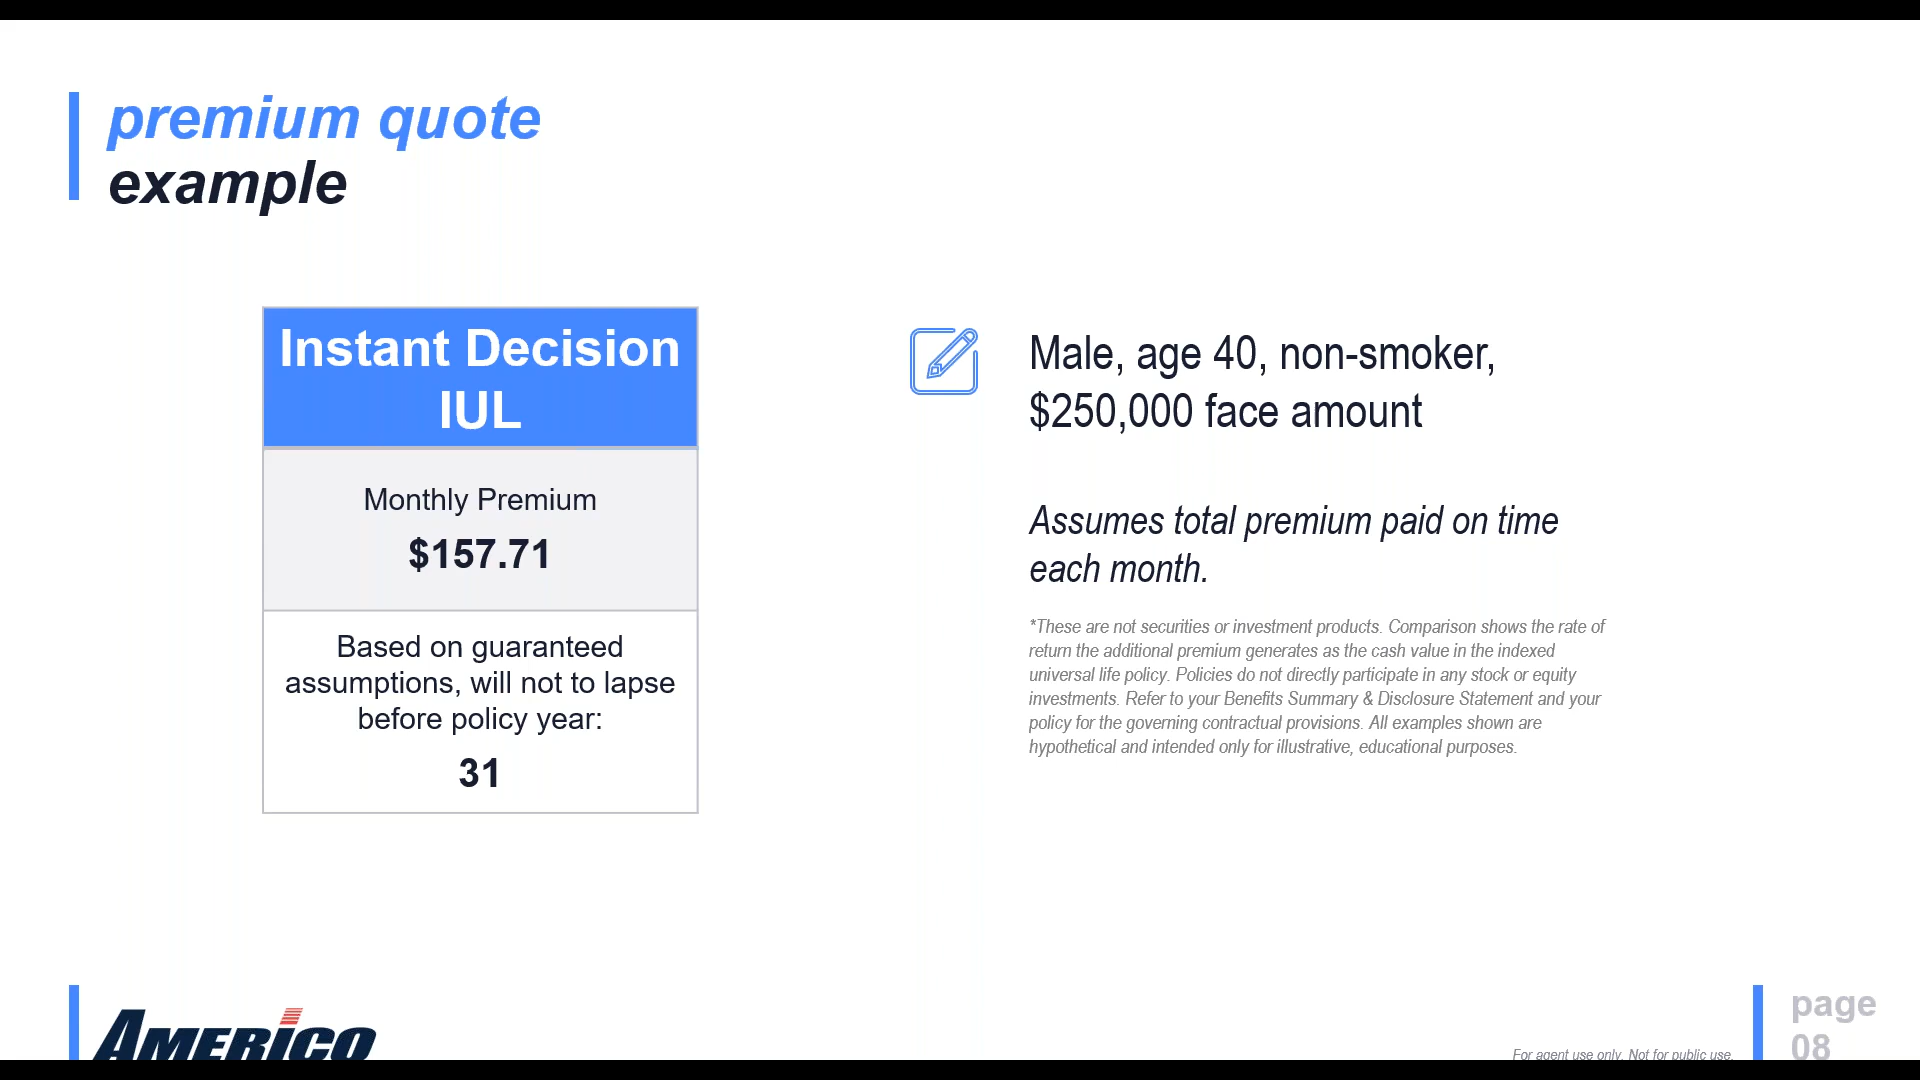 premium quote
example
Instant Decision
IUL
Monthly Premium
$157.71
Based on guaranteed
assumptions, will not to lapse
before policy year:
31
Male, age 40, non-smoker,
$250,000 face amount
Assumes total premium paid on time
each month.
*These are not securities or investment products. Comparison shows the rate of
return the additional premium generates as the cash value in the indexed
universal life policy. Policies do not directly participate in any stock or equity
investments. Refer to your Benefits Summary & Disclosure Statement and your
policy for the governing contractual provisions. All examples shown are
hypothetical and intended only for illustrative, educational purposes.
AMERICO
For agent use only. Not for public use.
page
08